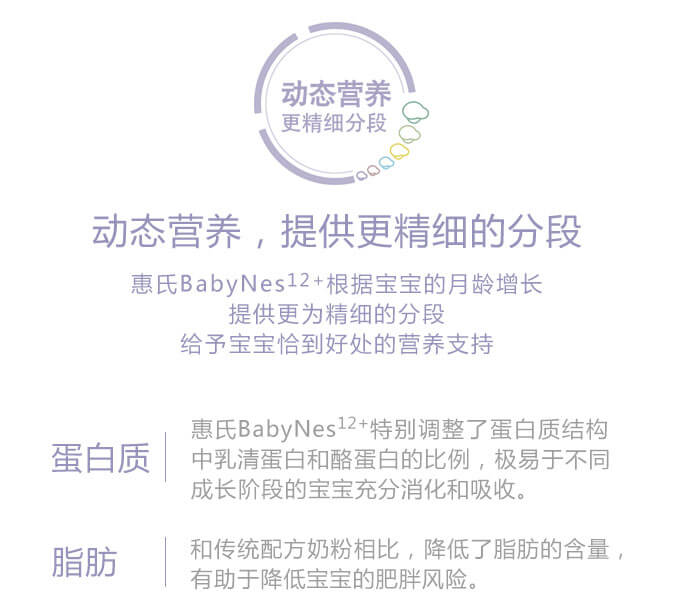 动态营养
更精细分段
动态营养，提供更精细的分段
惠氏BabyNes12+根据宝宝的月龄增长
提供更为精细的分段
给予宝宝恰到好处的营养支持
蛋白质
惠氏BabyNes12+特别调整了蛋白质结构
中乳清蛋白和酪蛋白的比例，极易于不同
成长阶段的宝宝充分消化和吸收。
脂肪
和传统配方奶粉相比，降低了脂肪的含量，
有助于降低宝宝的肥胖风险。